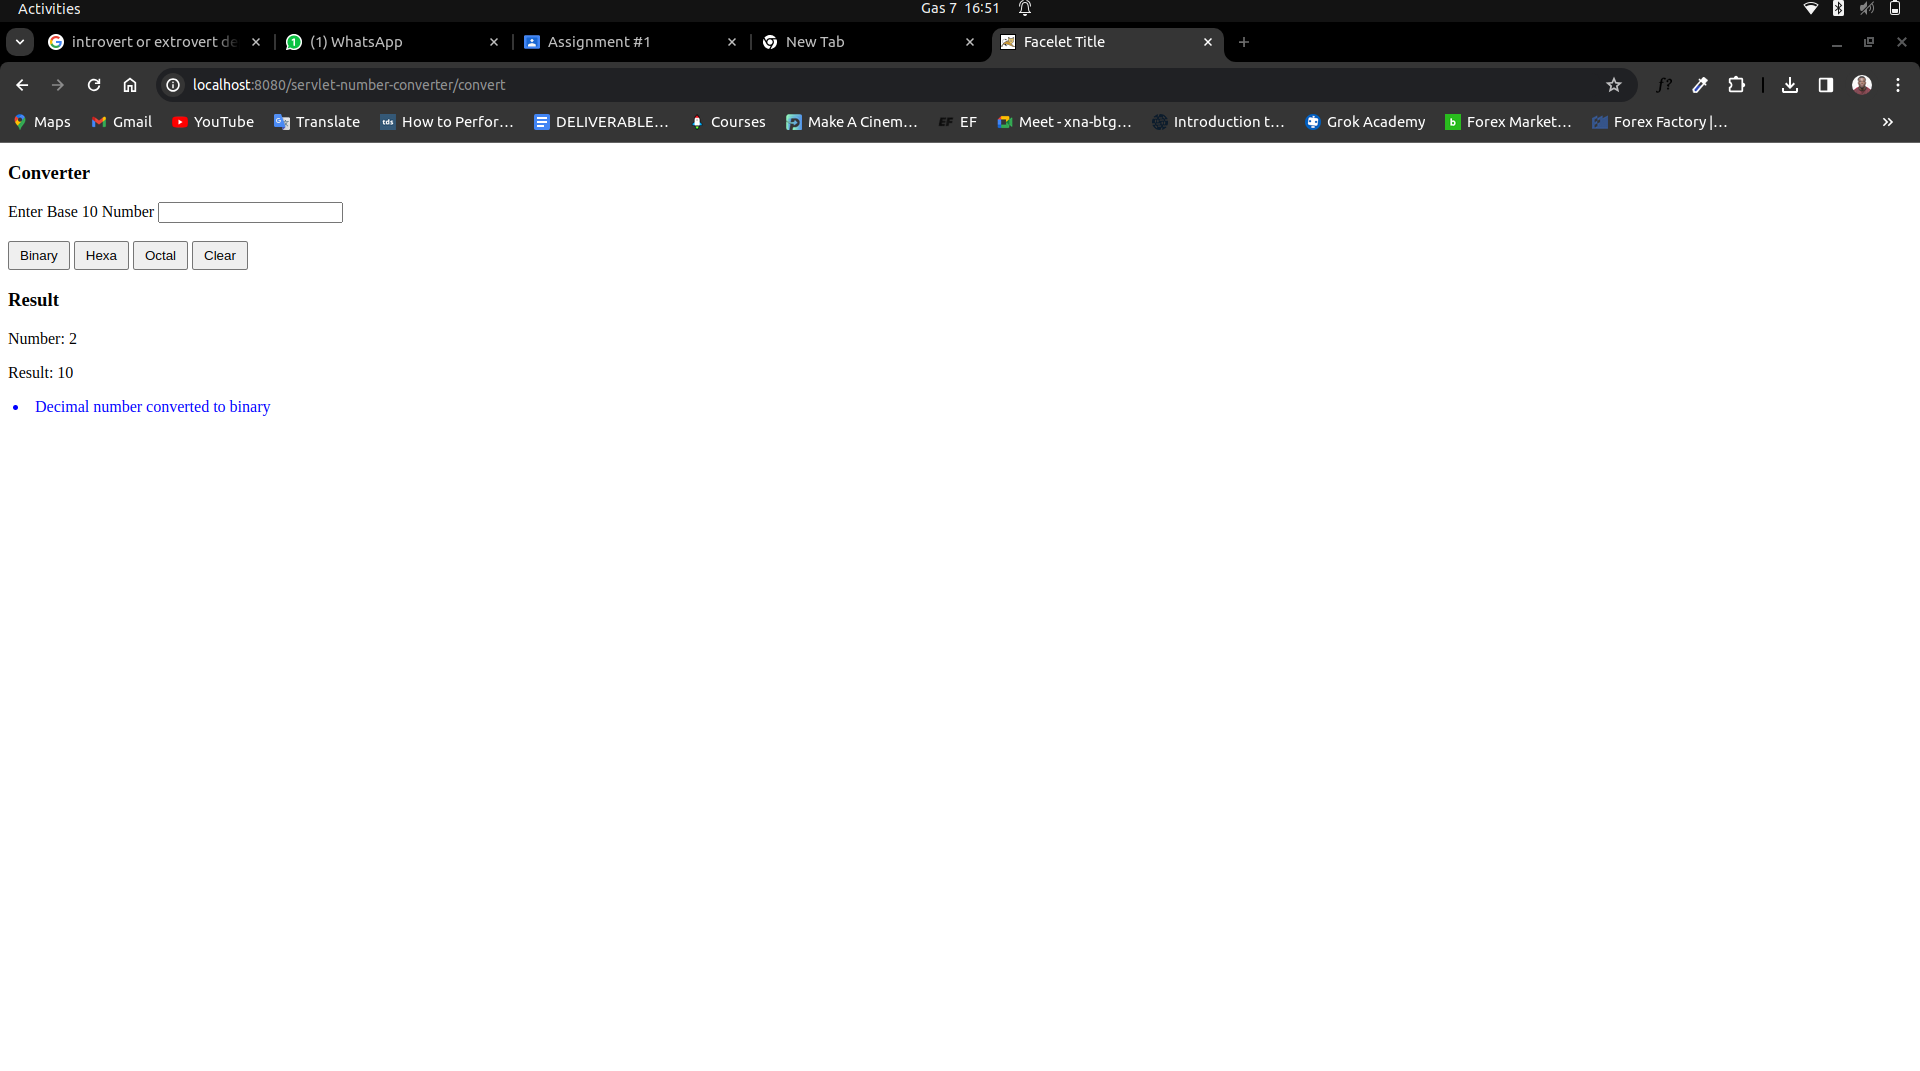 Activities
Gas 7 16:51
introvert or extrovert de
(1) WhatsApp
Assignment #1
New Tab
Facelet Title
localhost:8080/servlet-number-converter/convert
f?
Maps
Gmail
YouTube
Translate
tds How to Perfor…
DELIVERABLE…
Courses
Make A Cinem…
EF EF
Meet - xna-btg…
Introduction t…
Grok Academy
b Forex Market…
Forex Factory |…
»
Converter
Enter Base 10 Number
Binary Hexa Octal Clear
Result
Number: 2
Result: 10
• Decimal number converted to binary